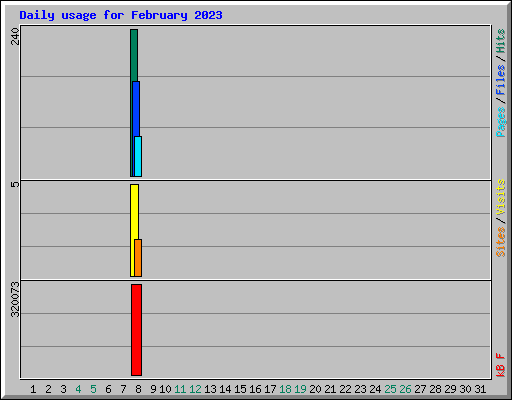 Daily usage for February 2023
240
5
320073
Pages/Files/Hits
Sites/Visits
kB F
1 2 3 4 5 6 7 8 9 10 11 12 13 14 15 16 17 18 19 20 21 22 23 24 25 26 27 28 29 30 31